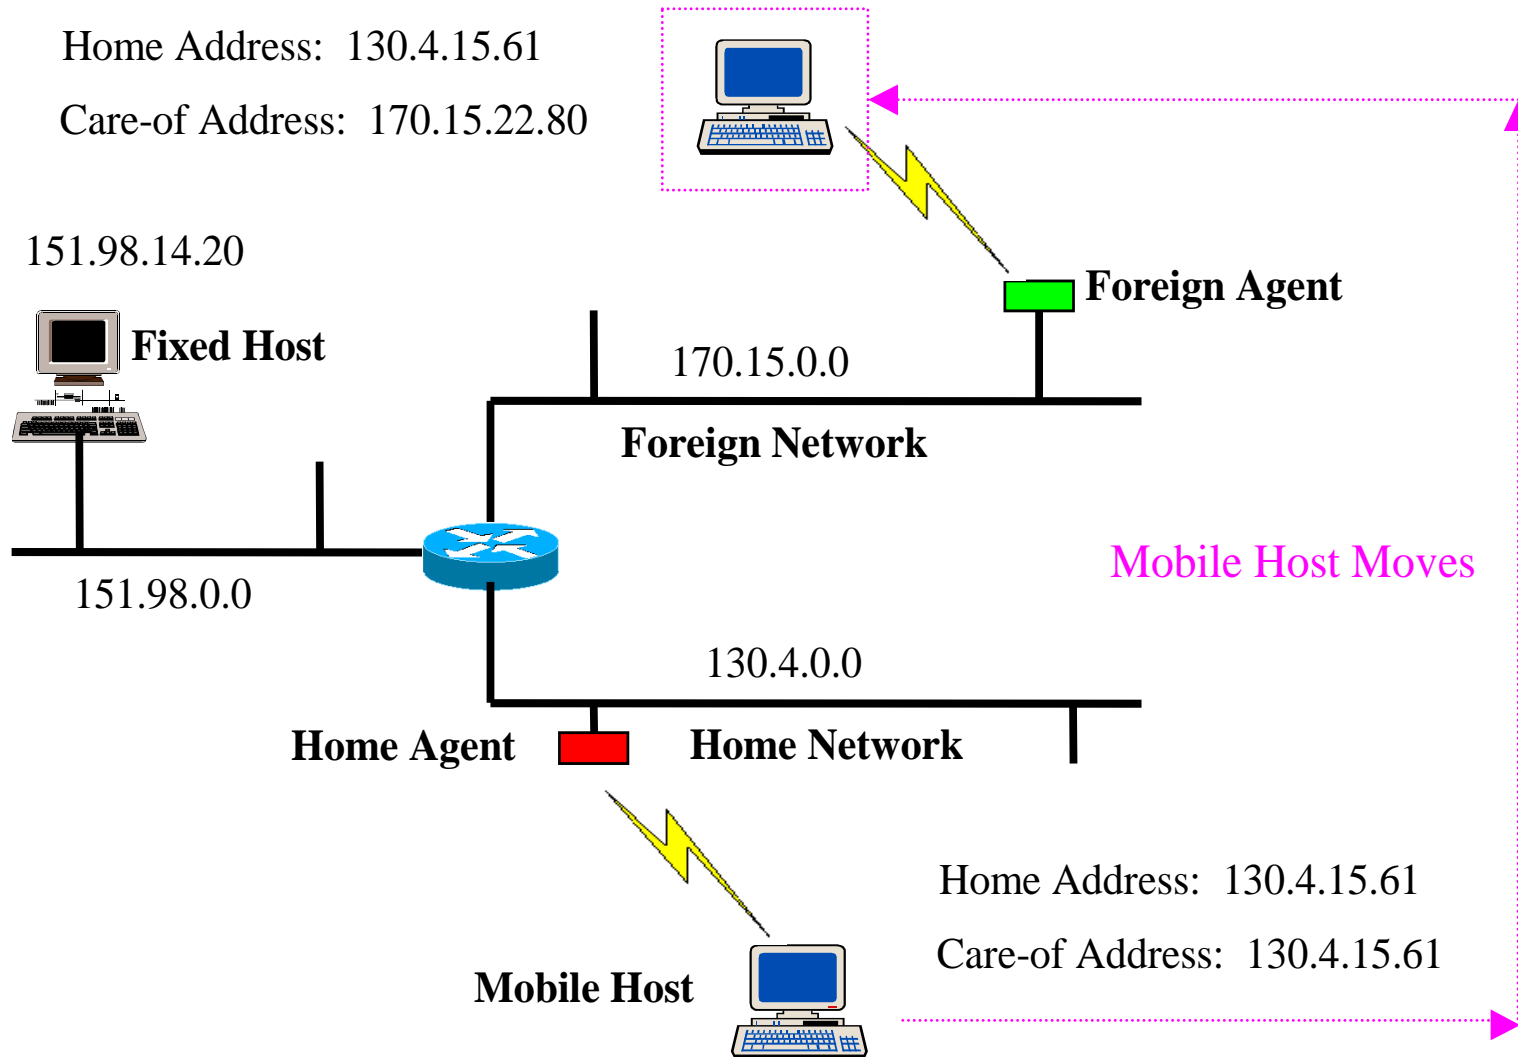 Home Address: 130.4.15.61
Care-of Address: 170.15.22.80
151.98.14.20
Foreign Agent
Fixed Host
170.15.0.0
Foreign Network
Mobile Host Moves
151.98.0.0
130.4.0.0
Home Agent
Home Network
Home Address: 130.4.15.61
Care-of Address: 130.4.15.61
Mobile Host